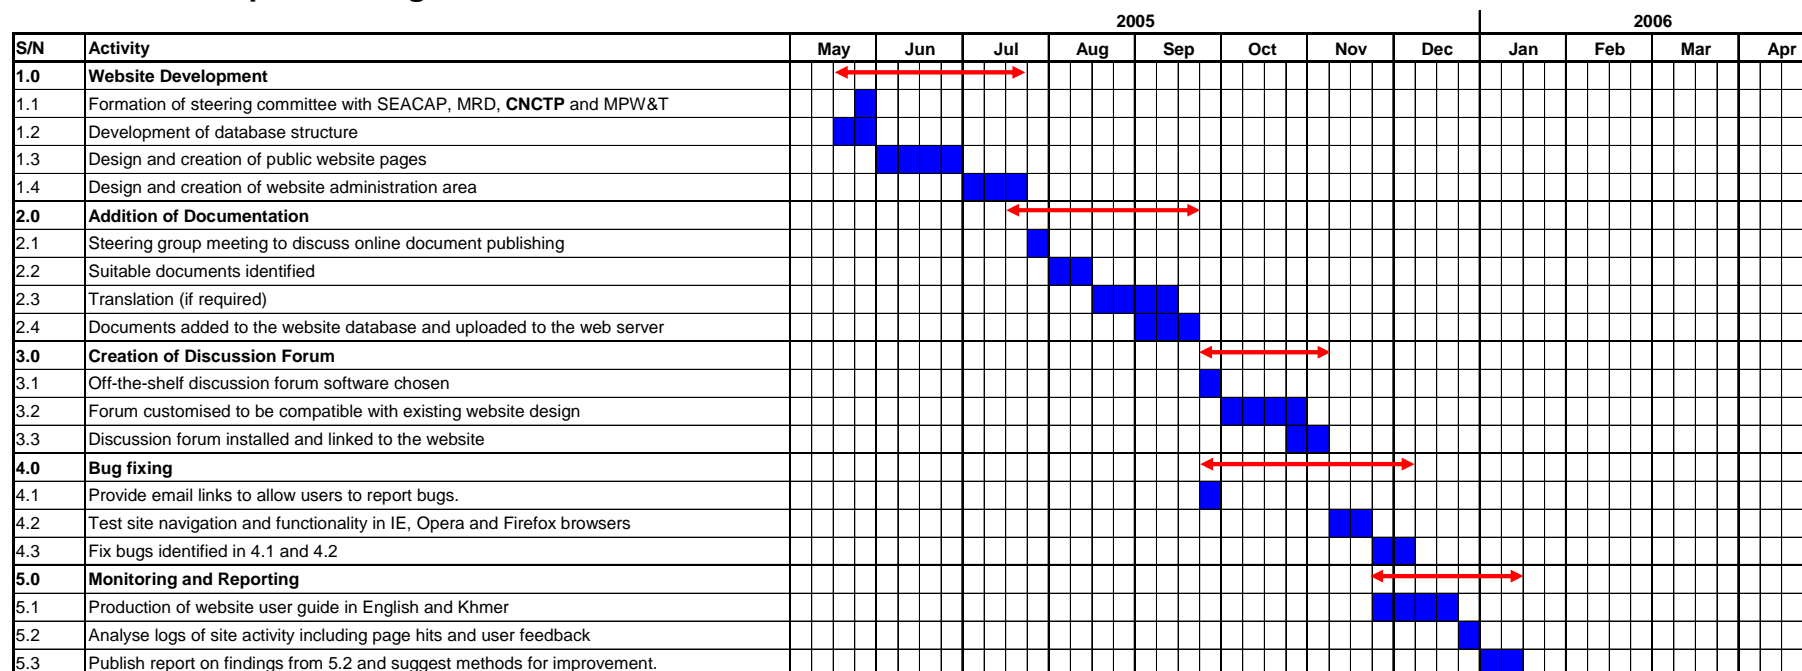 2005 2006
S/N Activity May Jun Jul Aug Sep Oct Nov Dec Jan Feb Mar Apr
1.0 Website Development
1.1 Formation of steering committee with SEACAP, MRD, CNCTP and MPW&T
1.2 Development of database structure
1.3 Design and creation of public website pages
1.4 Design and creation of website administration area
2.0 Addition of Documentation
2.1 Steering group meeting to discuss online document publishing
2.2 Suitable documents identified
2.3 Translation (if required)
2.4 Documents added to the website database and uploaded to the web server
3.0 Creation of Discussion Forum
3.1 Off-the-shelf discussion forum software chosen
3.2 Forum customised to be compatible with existing website design
3.3 Discussion forum installed and linked to the website
4.0 Bug fixing
4.1 Provide email links to allow users to report bugs.
4.2 Test site navigation and functionality in IE, Opera and Firefox browsers
4.3 Fix bugs identified in 4.1 and 4.2
5.0 Monitoring and Reporting
5.1 Production of website user guide in English and Khmer
5.2 Analyse logs of site activity including page hits and user feedback
5.3 Publish report on findings from 5.2 and suggest methods for improvement.